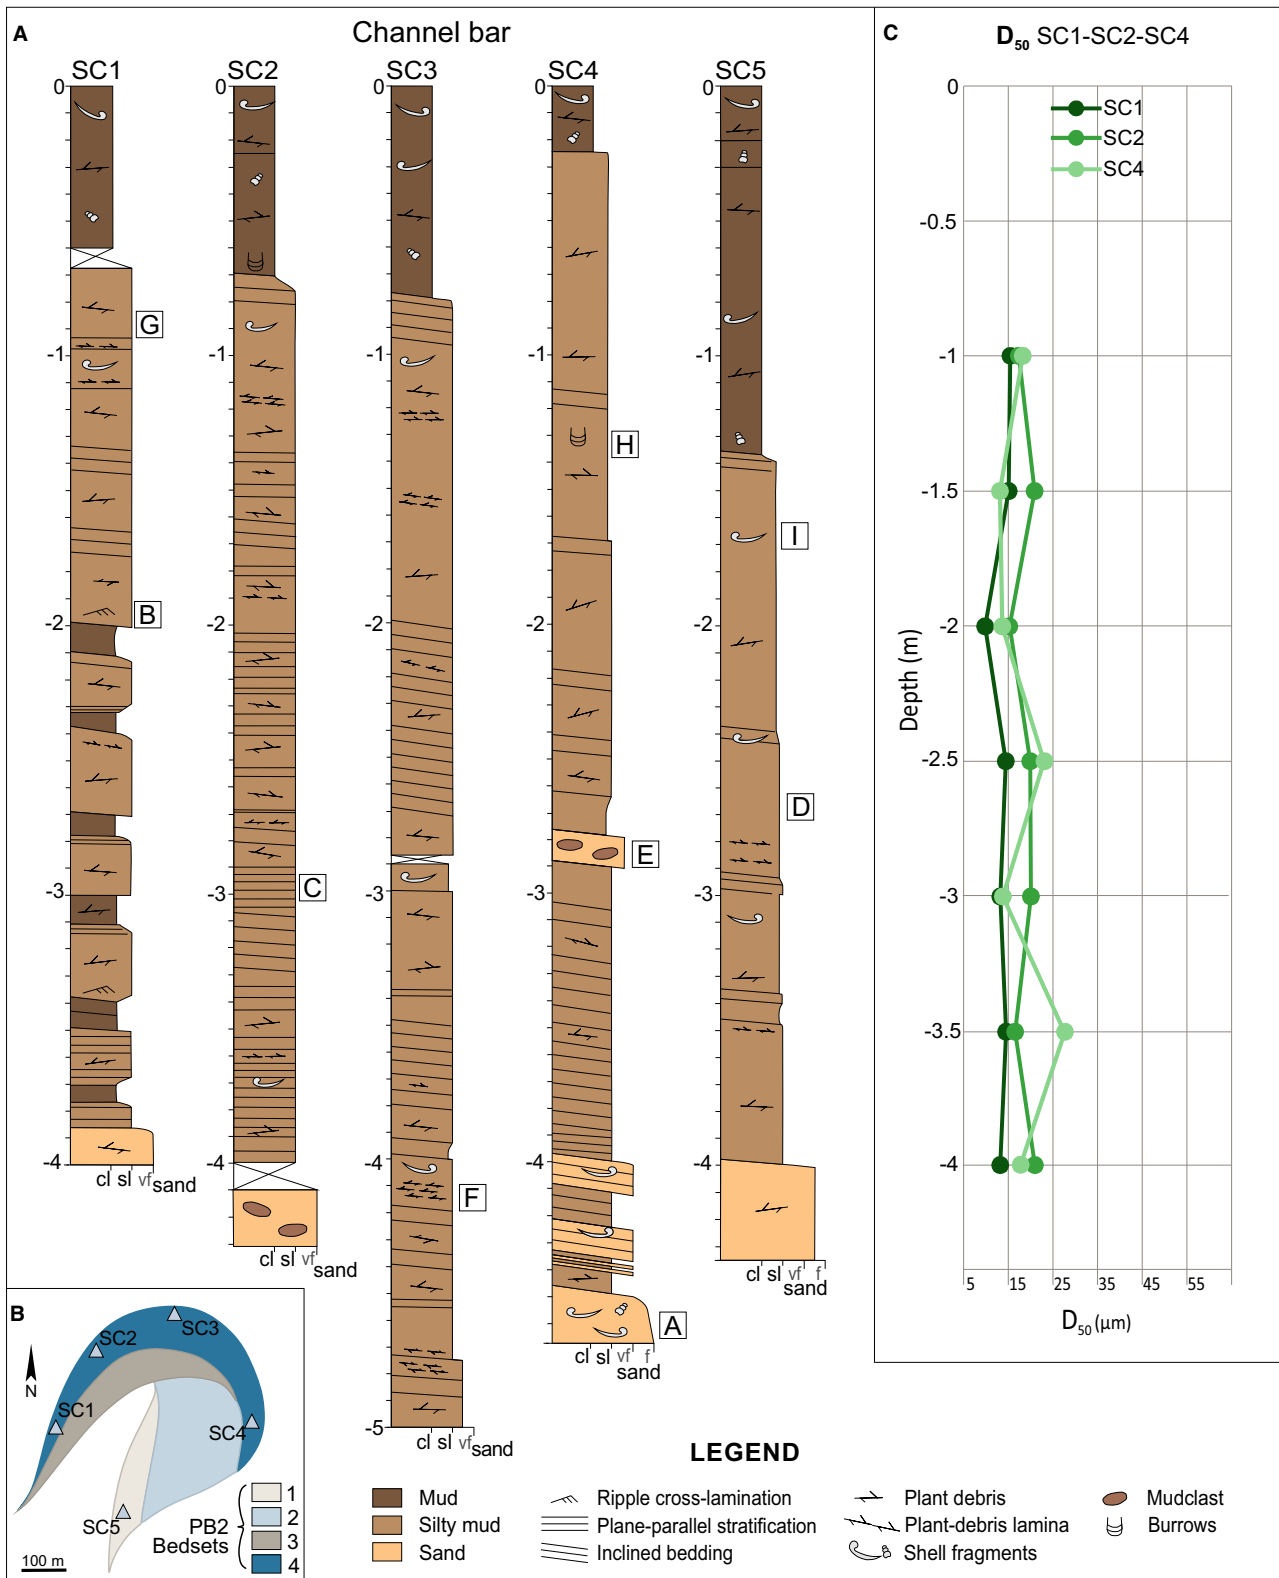 A
Channel bar
SC1 SC2 SC3 SC4 SC5
0 0 0 0 0
G
-1 -1 -1 -1 -1
H
I
B
-2 -2 -2 -2 -2
D
E
C
-3 -3 -3 -3 -3
-4 -4 -4 -4 -4
F
cl sl vf sand
cl sl vf sand
cl sl vf f sand
A
cl sl vf f sand
-5
cl sl vf sand
C
D50 SC1-SC2-SC4
0
SC1
SC2
SC4
-0.5
-1
-1.5
-2
Depth (m)
-2.5
-3
-3.5
-4
5 15 25 35 45 55
D50 (µm)
B
N
SC3
SC2
SC1
SC4
SC5
PB2 Bedsets
1
2
3
4
100 m
LEGEND
Mud
Silty mud
Sand
Ripple cross-lamination
Plane-parallel stratification
Inclined bedding
Plant debris
Plant-debris lamina
Shell fragments
Mudclast
Burrows